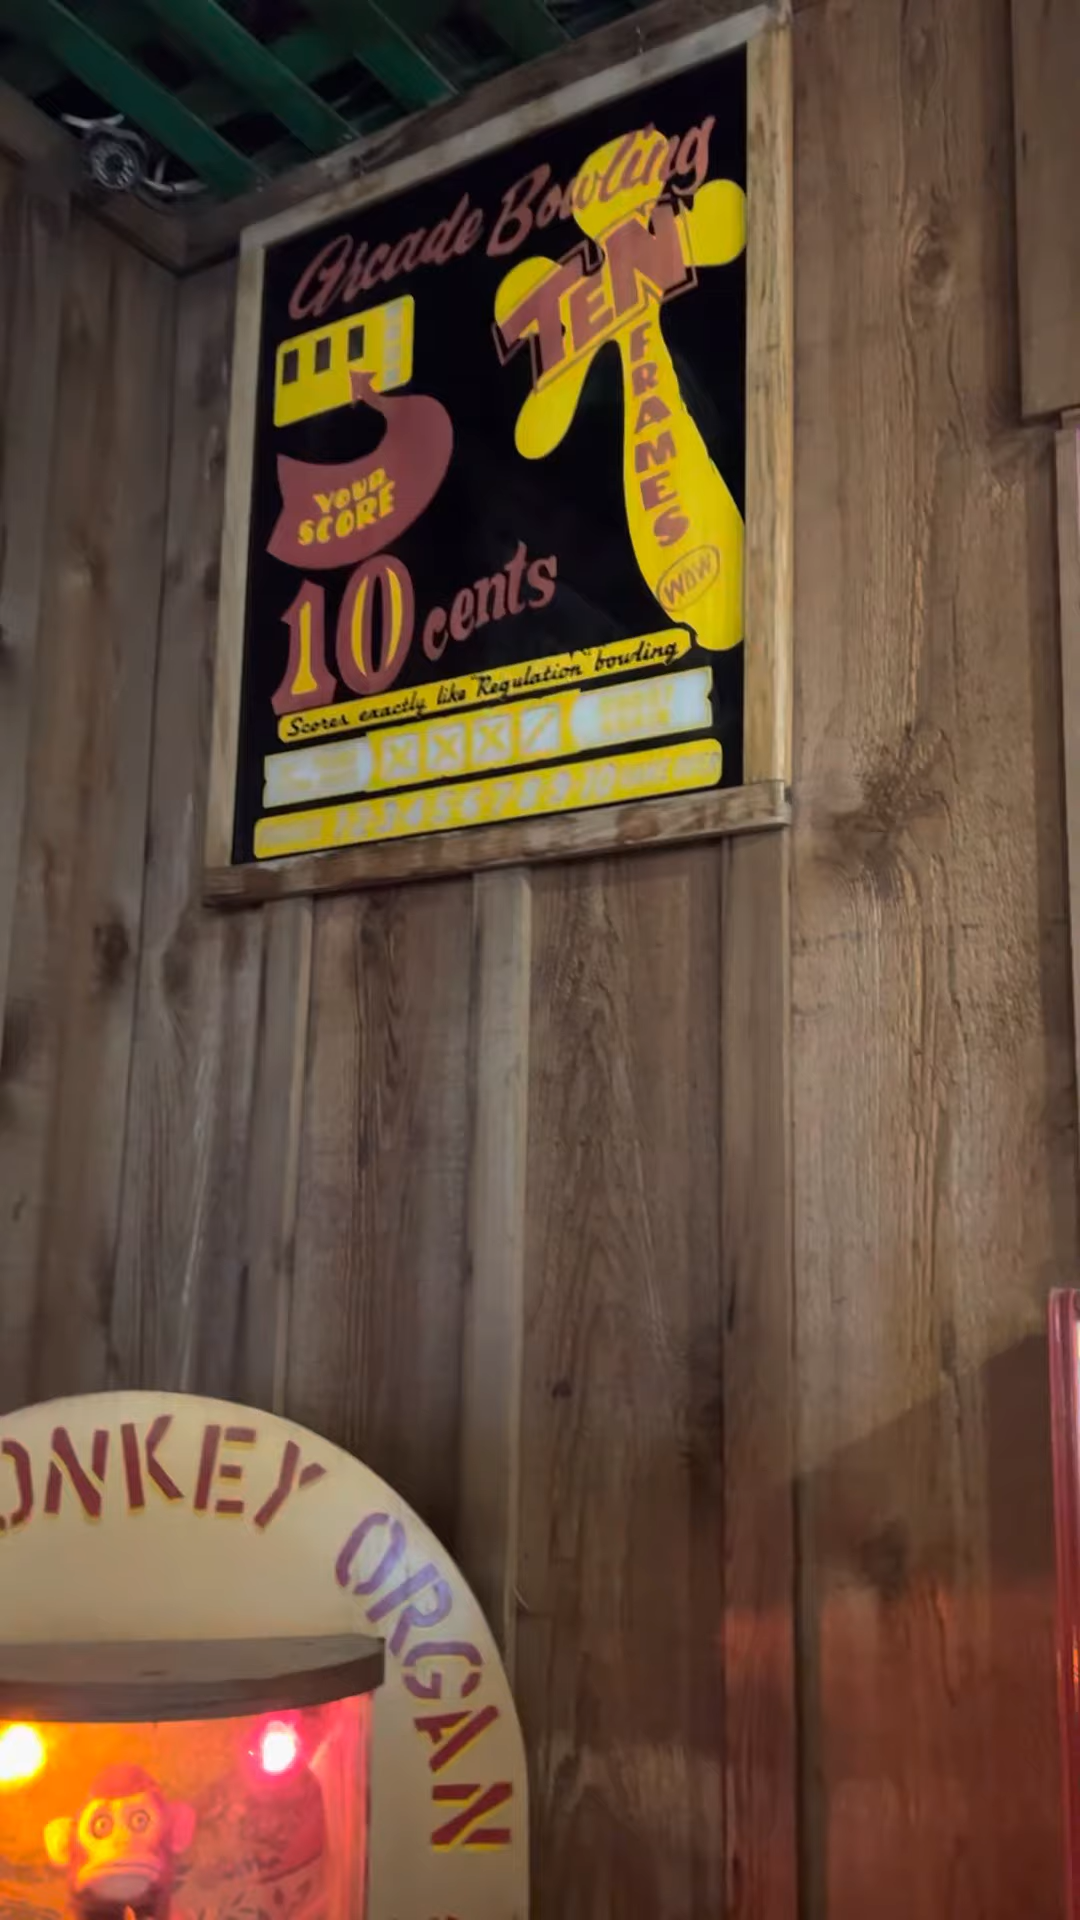 Arcade Bowling
TEN
FRAMES
WOW
YOUR
SCORE
10 cents
Scores exactly like "Regulation" bowling
X X X /
1 2 3 4 5 6 7 8 9 10
ONKEY ORGAN